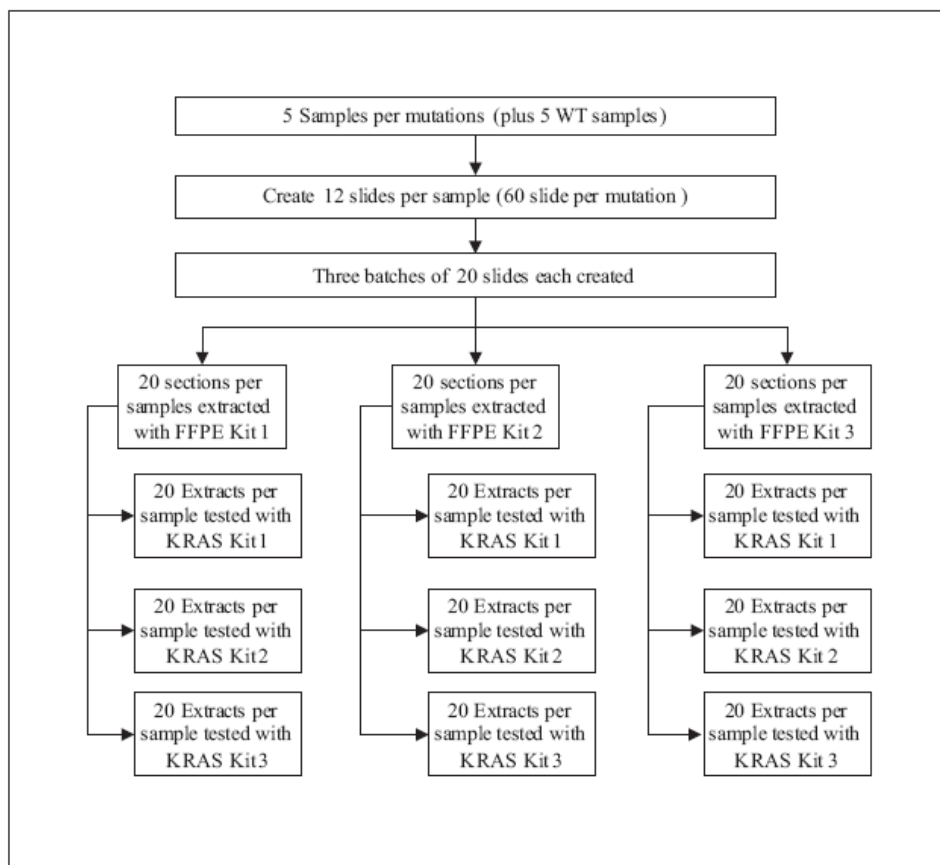 5 Samples per mutations (plus 5 WT samples)
Create 12 slides per sample (60 slide per mutation )
Three batches of 20 slides each created
20 sections per
samples extracted
with FFPE Kit 1
20 Extracts per
sample tested with
KRAS Kit 1
20 Extracts per
sample tested with
KRAS Kit 2
20 Extracts per
sample tested with
KRAS Kit 3
20 sections per
samples extracted
with FFPE Kit 2
20 Extracts per
sample tested with
KRAS Kit 1
20 Extracts per
sample tested with
KRAS Kit 2
20 Extracts per
sample tested with
KRAS Kit 3
20 sections per
samples extracted
with FFPE Kit 3
20 Extracts per
sample tested with
KRAS Kit 1
20 Extracts per
sample tested with
KRAS Kit 2
20 Extracts per
sample tested with
KRAS Kit 3